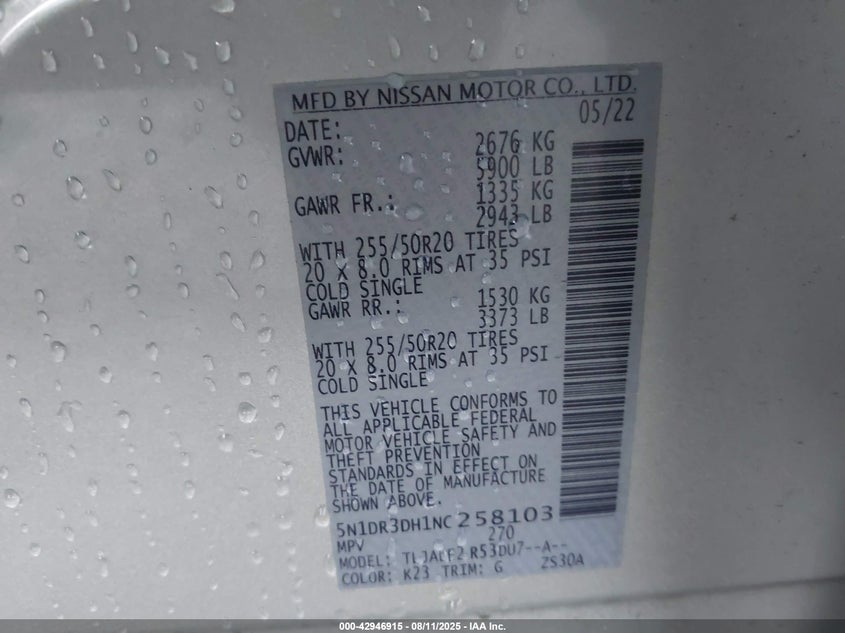 MFD BY NISSAN MOTOR CO., LTD.
DATE: 05/22
GVWR: 2676 KG
5900 LB
GAWR FR.: 1335 KG
2943 LB
WITH 255/50R20 TIRES
20 X 8.0 RIMS AT 35 PSI
COLD SINGLE
GAWR RR.: 1530 KG
3373 LB
WITH 255/50R20 TIRES
20 X 8.0 RIMS AT 35 PSI
COLD SINGLE
THIS VEHICLE CONFORMS TO
ALL APPLICABLE FEDERAL
MOTOR VEHICLE SAFETY AND
THEFT PREVENTION
STANDARDS IN EFFECT ON
THE DATE OF MANUFACTURE
SHOWN ABOVE.
5N1DR3DH1NC258103
MPV 270
MODEL: R53DU7--A--
COLOR: K23 TRIM: G ZS30A
000-42946915 - 08/11/2025 - IAA Inc.